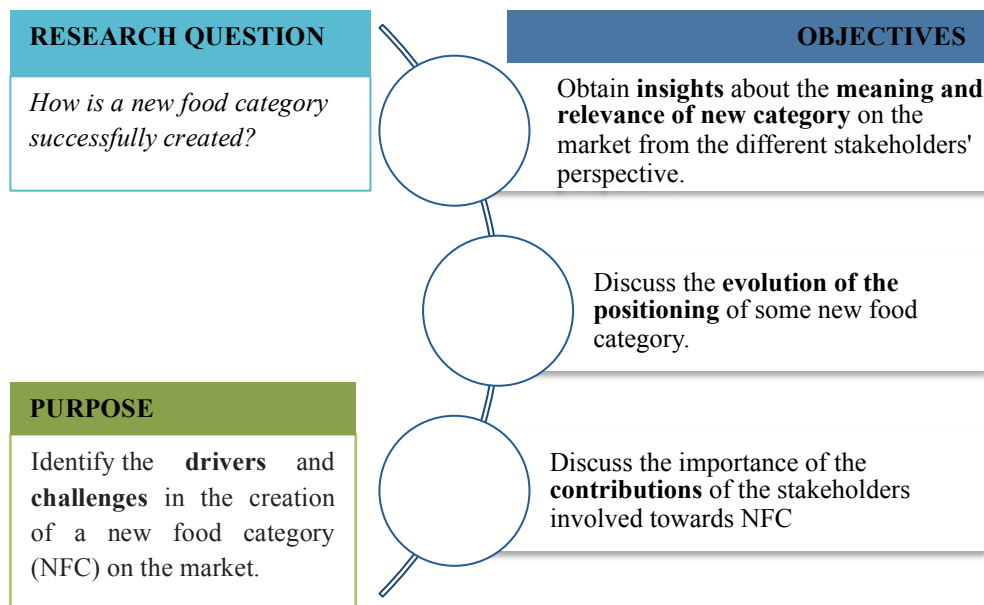 RESEARCH QUESTION
How is a new food category
successfully created?
OBJECTIVES
Obtain insights about the meaning and
relevance of new category on the
market from the different stakeholders'
perspective.
Discuss the evolution of the
positioning of some new food
category.
PURPOSE
Identify the drivers and
challenges in the creation
of a new food category
(NFC) on the market.
Discuss the importance of the
contributions of the stakeholders
involved towards NFC